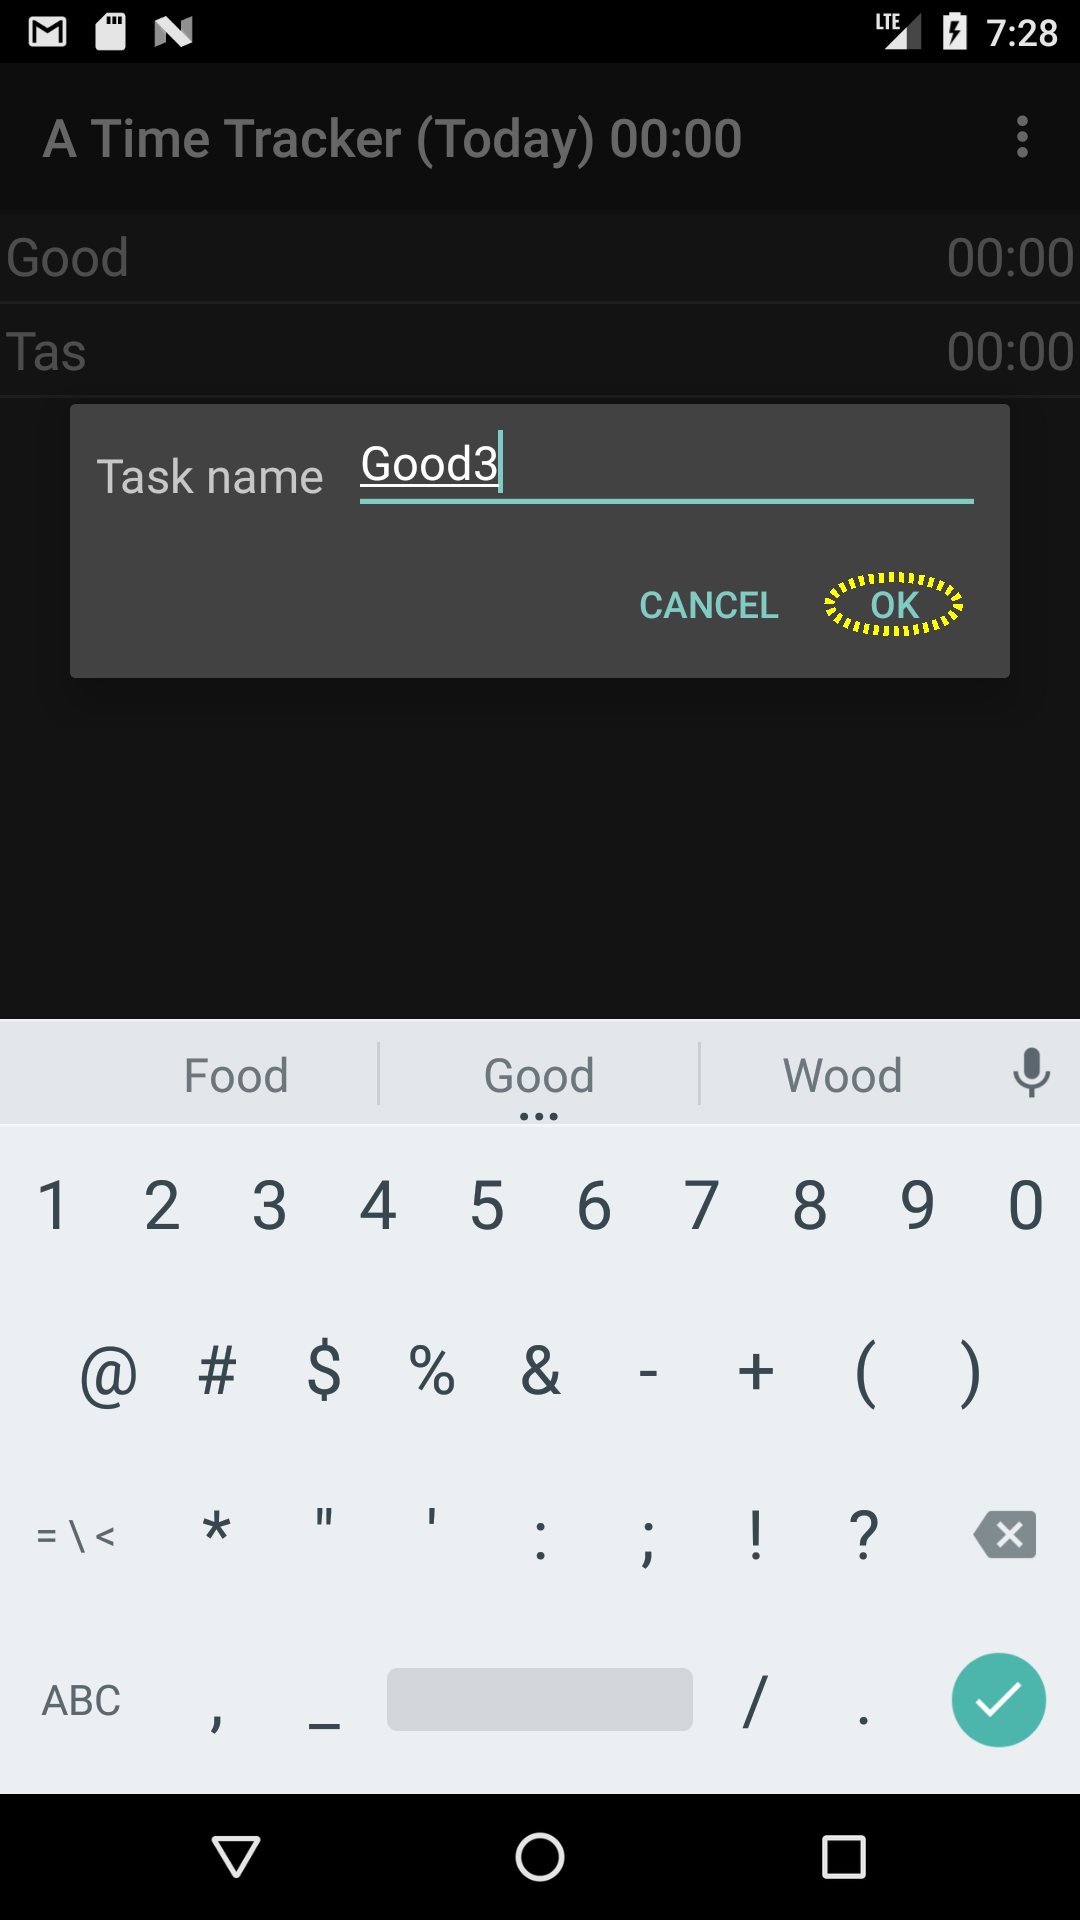 LTE 7:28
A Time Tracker (Today) 00:00
Good 00:00
Tas 00:00
Task name Good3
CANCEL OK
Food Good Wood
1 2 3 4 5 6 7 8 9 0
@ # $ % & - + ( )
= \ < * " ' : ; ! ?
ABC , _ / .